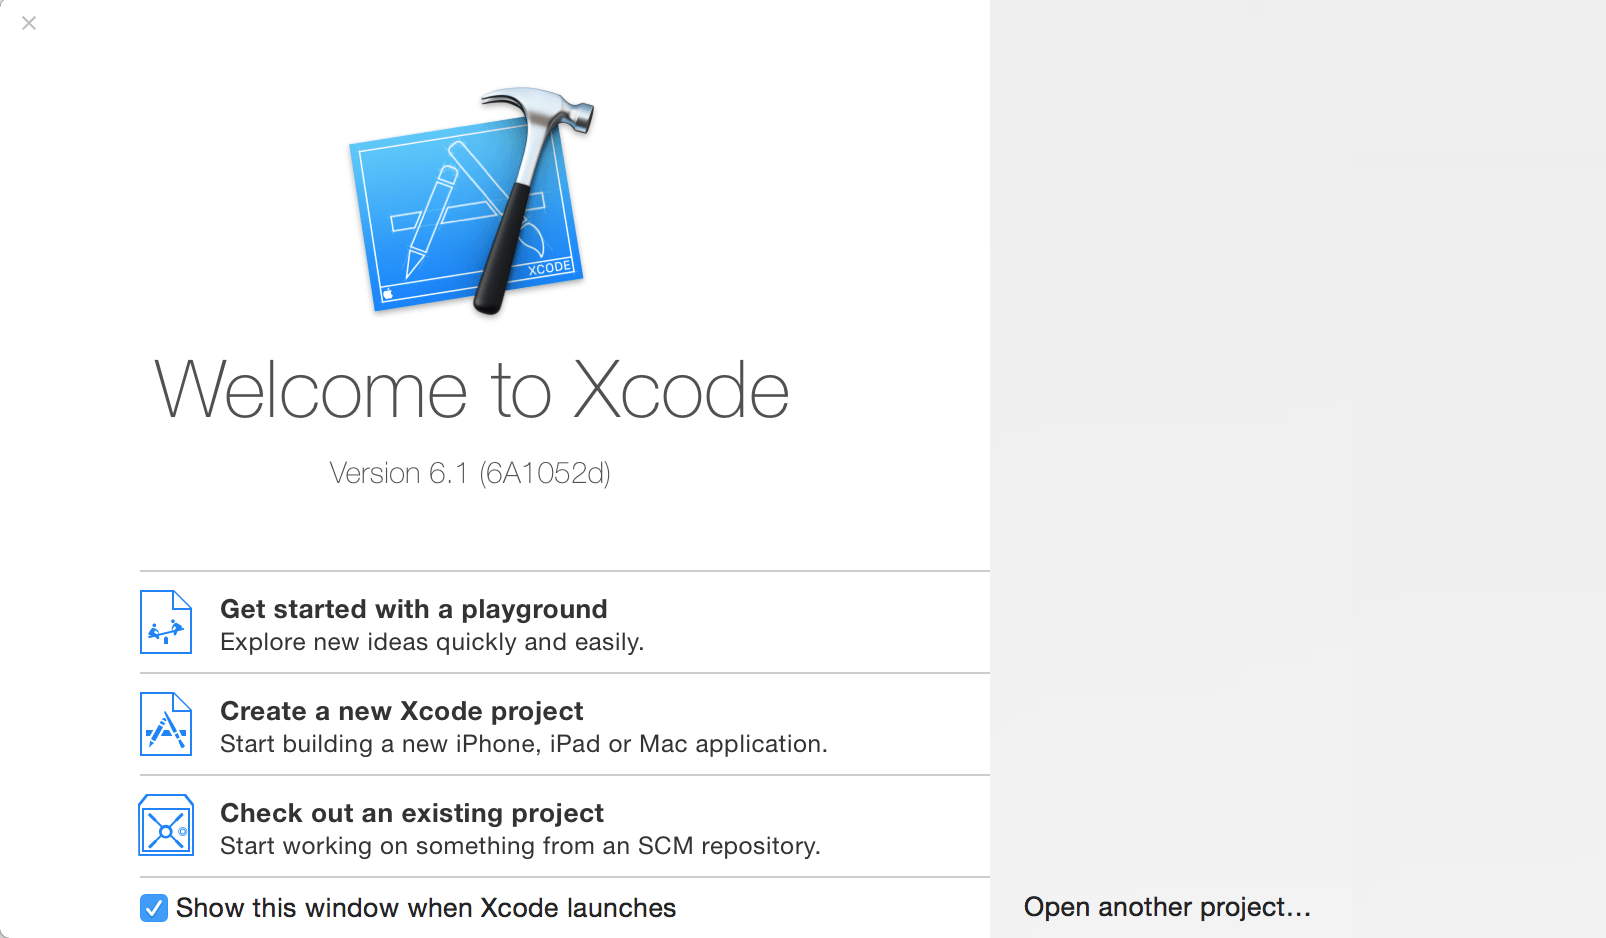 XCODE
Welcome to Xcode
Version 6.1 (6A1052d)
Get started with a playground
Explore new ideas quickly and easily.
Create a new Xcode project
Start building a new iPhone, iPad or Mac application.
Check out an existing project
Start working on something from an SCM repository.
Show this window when Xcode launches
Open another project...